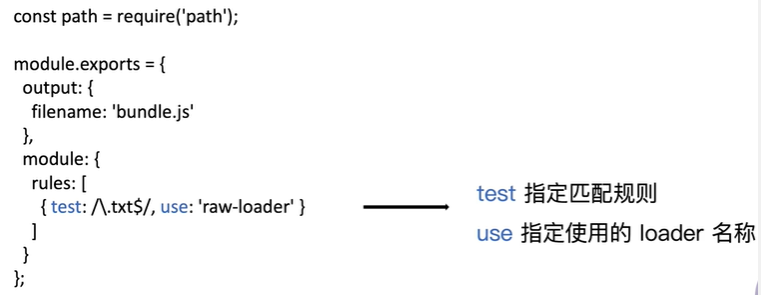 const path = require('path');
module.exports = {
output: {
filename: 'bundle.js'
},
module: {
rules: [
{ test: /\.txt$/, use: 'raw-loader' }
]
}
};
test 指定匹配规则
use 指定使用的 loader 名称